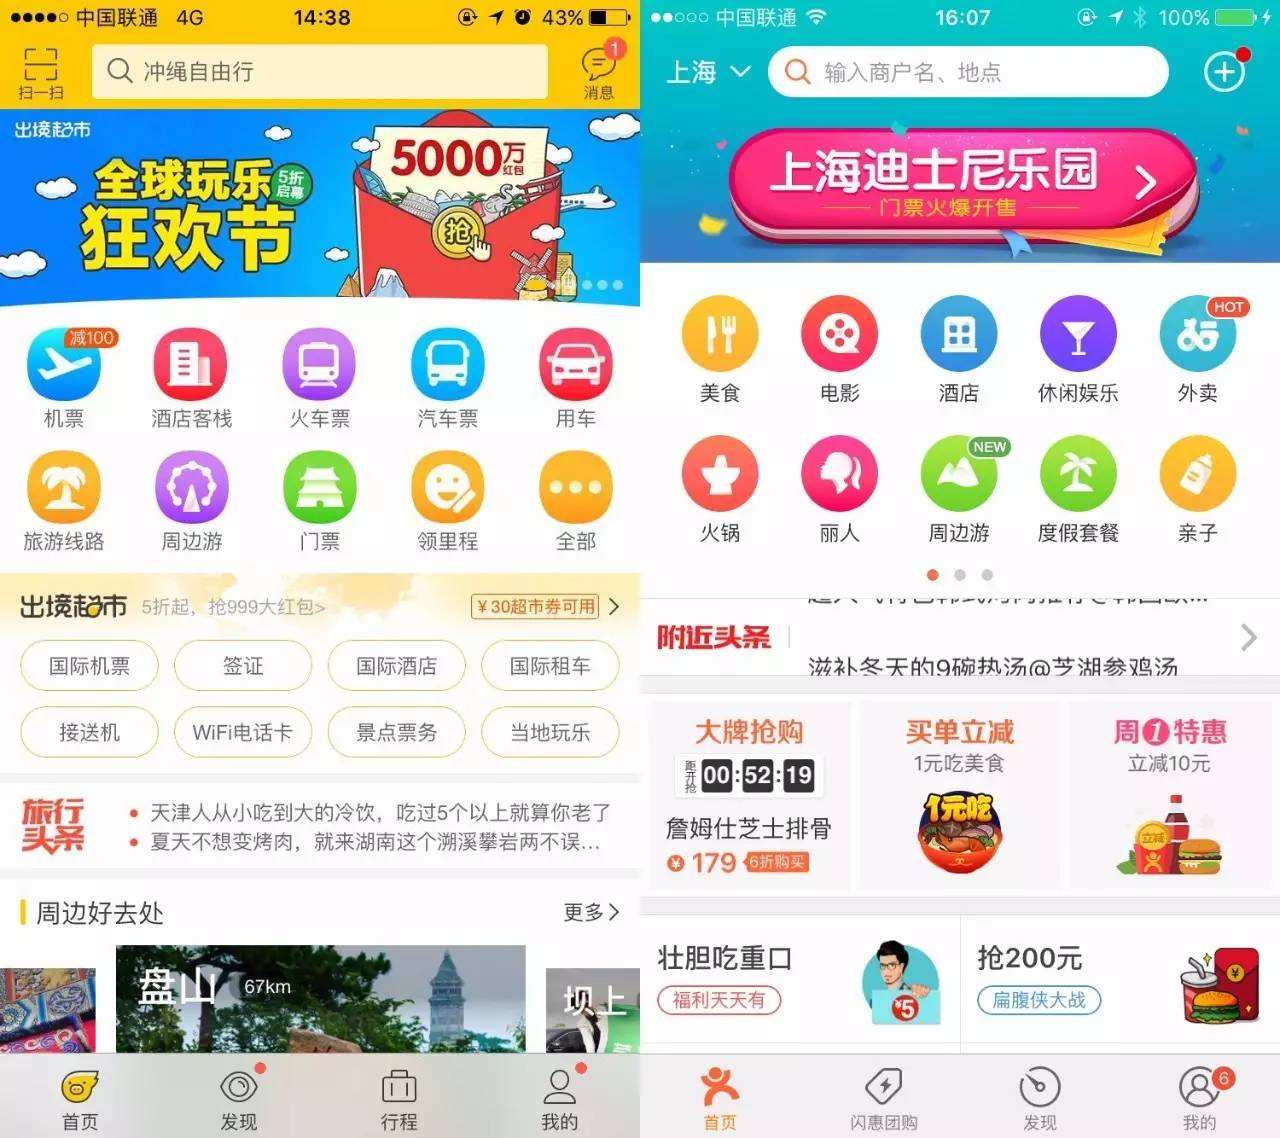 中国联通 4G 14:38 43%
扫一扫
冲绳自由行
1
消息
出境超市
全球玩乐
5折
启幕
狂欢节
5000万
红包
抢
减100
机票 酒店客栈 火车票 汽车票 用车
旅游线路 周边游 门票 领里程 全部
出境超市 5折起，抢999大红包> ¥30超市券可用
国际机票 签证 国际酒店 国际租车
接送机 WiFi电话卡 景点票务 当地玩乐
旅行
头条
天津人从小吃到大的冷饮，吃过5个以上就算你老了
夏天不想变烤肉，就来湖南这个溯溪攀岩两不误…
周边好去处 更多
盘山 67km
坝上
首页 发现 行程 我的
中国联通 16:07 100%
上海 输入商户名、地点
上海迪士尼乐园
门票火爆开售
HOT
美食 电影 酒店 休闲娱乐 外卖
NEW
火锅 丽人 周边游 度假套餐 亲子
附近头条
滋补冬天的9碗热汤@芝湖参鸡汤
大牌抢购
距开抢 00:52:19
詹姆仕芝士排骨
¥ 179 6折购买
买单立减
1元吃美食
1元吃
周1特惠
立减10元
立减
壮胆吃重口
福利天天有
¥5
抢200元
扁腹侠大战
¥
6
首页 闪惠团购 发现 我的